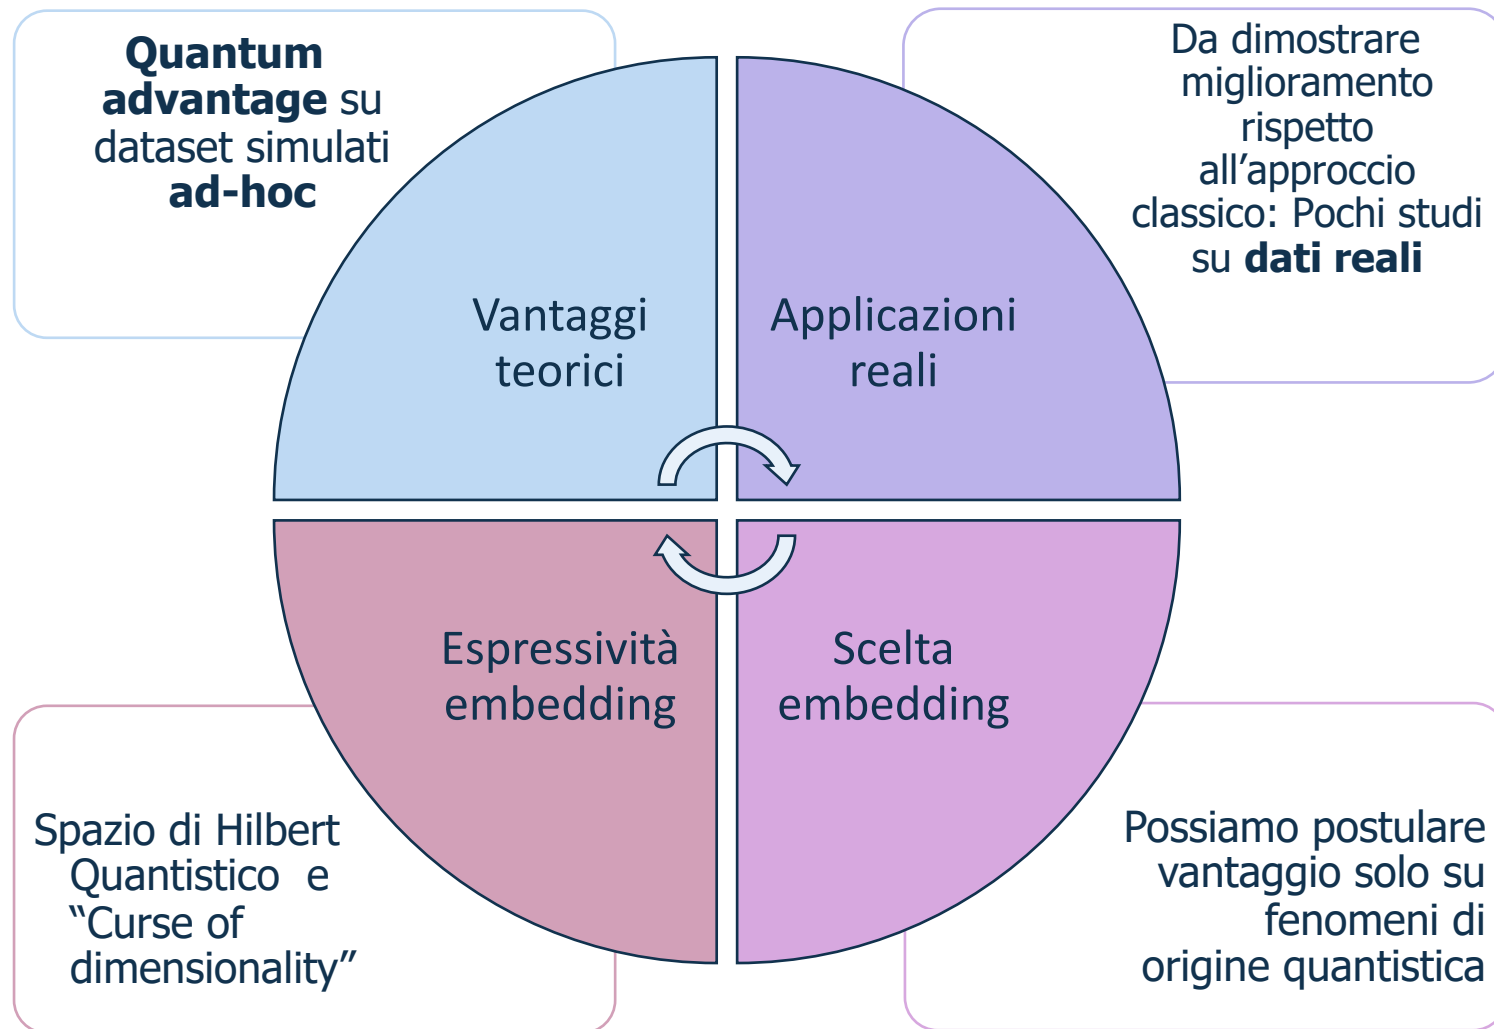 Quantum
advantage su
dataset simulati
ad-hoc
Da dimostrare
miglioramento
rispetto
all’approccio
classico: Pochi studi
su dati reali
Vantaggi
teorici
Applicazioni
reali
Espressività
embedding
Scelta
embedding
Spazio di Hilbert
Quantistico e
“Curse of
dimensionality”
Possiamo postulare
vantaggio solo su
fenomeni di
origine quantistica